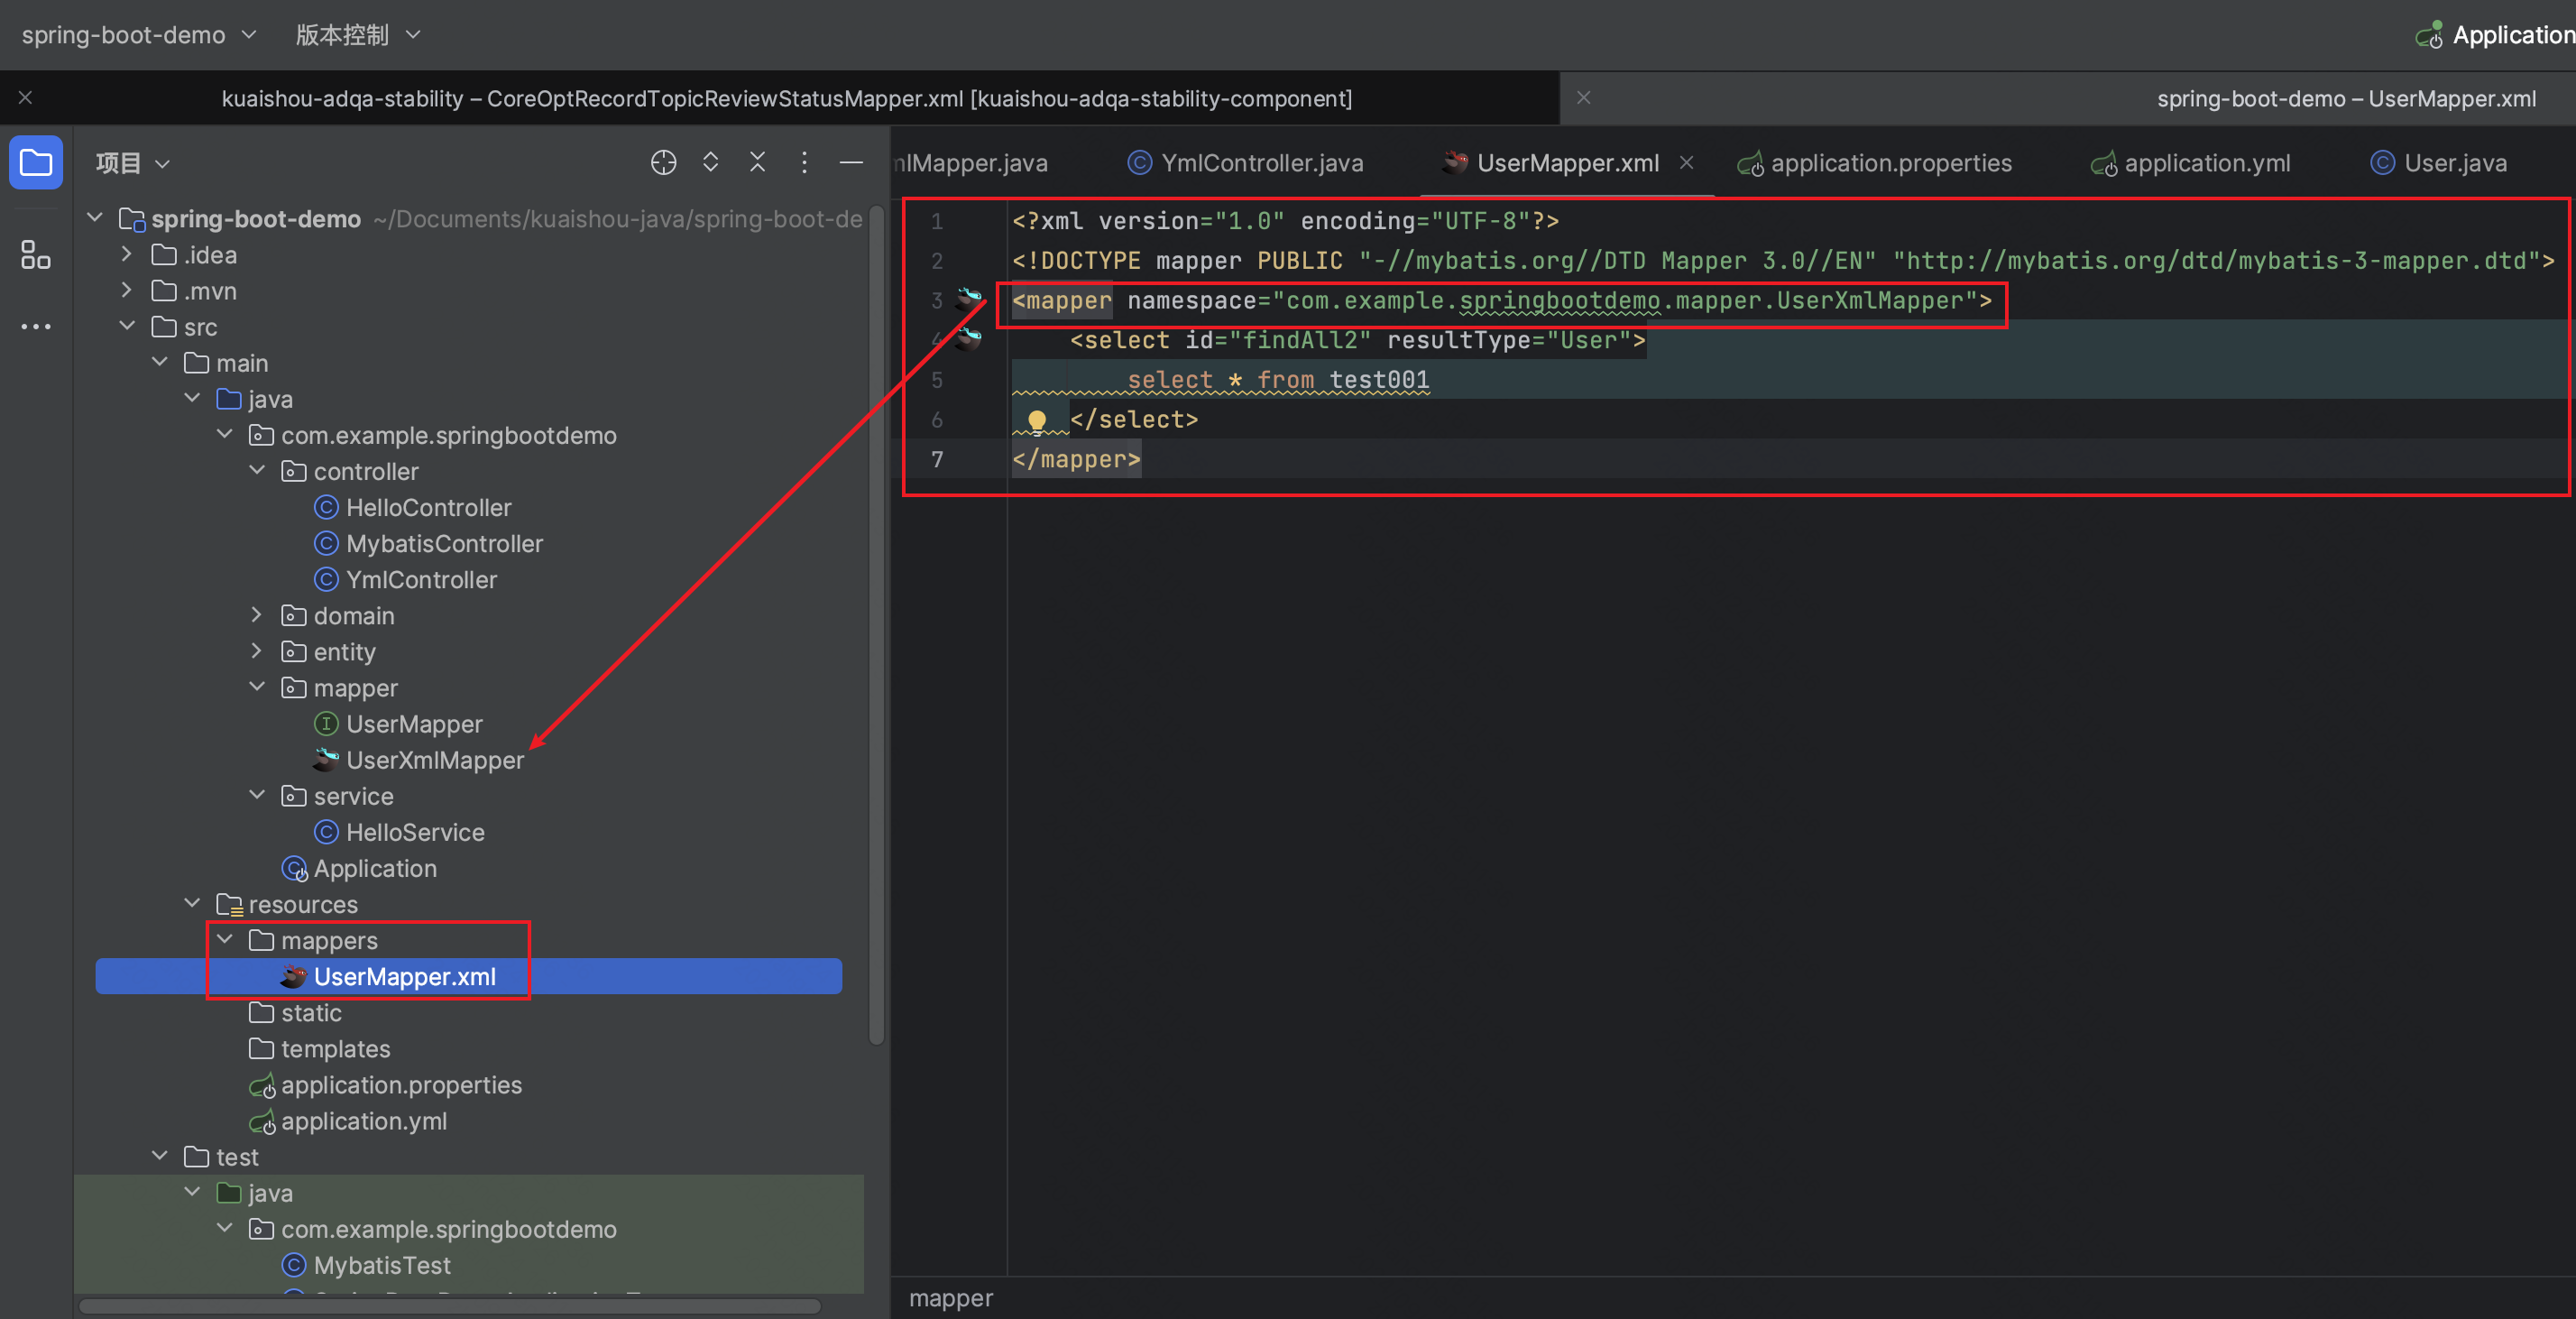 spring-boot-demo 版本控制 Application
kuaishou-adqa-stability – CoreOptRecordTopicReviewStatusMapper.xml [kuaishou-adqa-stability-component] spring-boot-demo – UserMapper.xml
项目
mlMapper.java YmlController.java UserMapper.xml application.properties application.yml User.java
spring-boot-demo ~/Documents/kuaishou-java/spring-boot-de
.idea
.mvn
src
main
java
com.example.springbootdemo
controller
HelloController
MybatisController
YmlController
domain
entity
mapper
UserMapper
UserXmlMapper
service
HelloService
Application
resources
mappers
UserMapper.xml
static
templates
application.properties
application.yml
test
java
com.example.springbootdemo
MybatisTest
1 <?xml version="1.0" encoding="UTF-8"?>
2 <!DOCTYPE mapper PUBLIC "-//mybatis.org//DTD Mapper 3.0//EN" "http://mybatis.org/dtd/mybatis-3-mapper.dtd">
3 <mapper namespace="com.example.springbootdemo.mapper.UserXmlMapper">
4 <select id="findAll2" resultType="User">
5 select * from test001
6 </select>
7 </mapper>
mapper